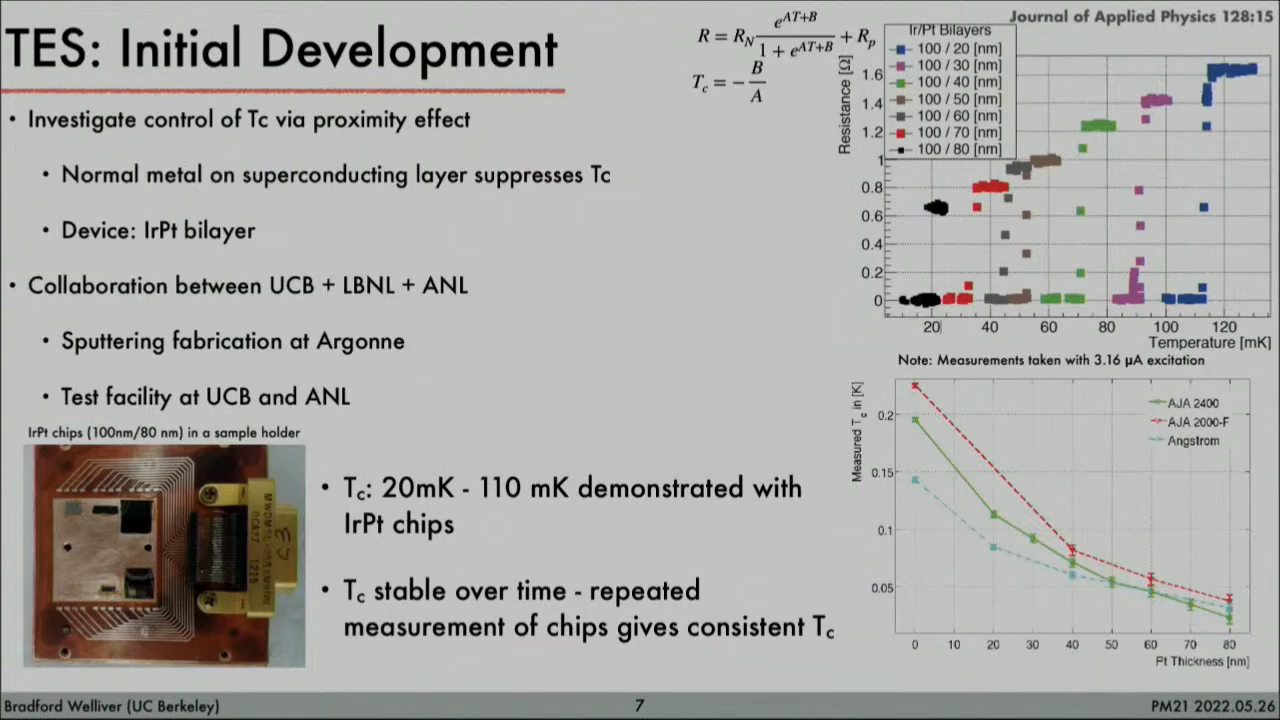 TES: Initial Development
R = R_N e^{AT+B} / 1 + e^{AT+B} + R_p
T_c = − B / A
Journal of Applied Physics 128:15
• Investigate control of Tc via proximity effect
• Normal metal on superconducting layer suppresses Tc
• Device: IrPt bilayer
• Collaboration between UCB + LBNL + ANL
• Sputtering fabrication at Argonne
• Test facility at UCB and ANL
IrPt chips (100nm/80 nm) in a sample holder
• Tc: 20mK - 110 mK demonstrated with
IrPt chips
• Tc stable over time - repeated
measurement of chips gives consistent Tc
Ir/Pt Bilayers
100 / 20 [nm]
100 / 30 [nm]
100 / 40 [nm]
100 / 50 [nm]
100 / 60 [nm]
100 / 70 [nm]
100 / 80 [nm]
Resistance [Ω]
1.6
1.4
1.2
1
0.8
0.6
0.4
0.2
0
20 40 60 80 100 120
Temperature [mK]
Note: Measurements taken with 3.16 μA excitation
Measured Tc in [K]
AJA 2400
AJA 2000-F
Angstrom
0.2
0.15
0.1
0.05
0 10 20 30 40 50 60 70 80
Pt Thickness [nm]
Bradford Welliver (UC Berkeley)
7
PM21 2022.05.26